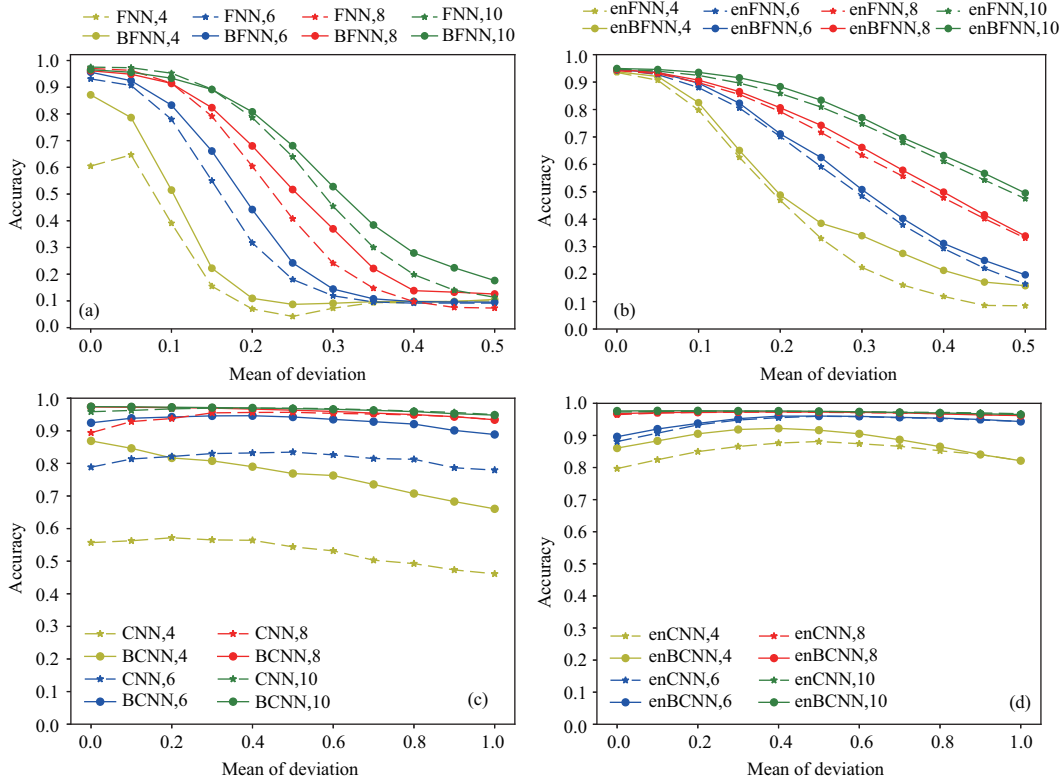 FNN,4 FNN,6 FNN,8 FNN,10
BFNN,4 BFNN,6 BFNN,8 BFNN,10
1.0
0.9
0.8
0.7
0.6
0.5
0.4
0.3
0.2
0.1
0.0
Accuracy
(a)
0.0 0.1 0.2 0.3 0.4 0.5
Mean of deviation
enFNN,4 enFNN,6 enFNN,8 enFNN,10
enBFNN,4 enBFNN,6 enBFNN,8 enBFNN,10
1.0
0.9
0.8
0.7
0.6
0.5
0.4
0.3
0.2
0.1
0.0
Accuracy
(b)
0.0 0.1 0.2 0.3 0.4 0.5
Mean of deviation
1.0
0.9
0.8
0.7
0.6
0.5
0.4
0.3
0.2
0.1
0.0
Accuracy
CNN,4 CNN,8
BCNN,4 BCNN,8
CNN,6 CNN,10
BCNN,6 BCNN,10
(c)
0.0 0.2 0.4 0.6 0.8 1.0
Mean of deviation
1.0
0.9
0.8
0.7
0.6
0.5
0.4
0.3
0.2
0.1
0.0
Accuracy
enCNN,4 enCNN,8
enBCNN,4 enBCNN,8
enCNN,6 enCNN,10
enBCNN,6 enBCNN,10
(d)
0.0 0.2 0.4 0.6 0.8 1.0
Mean of deviation